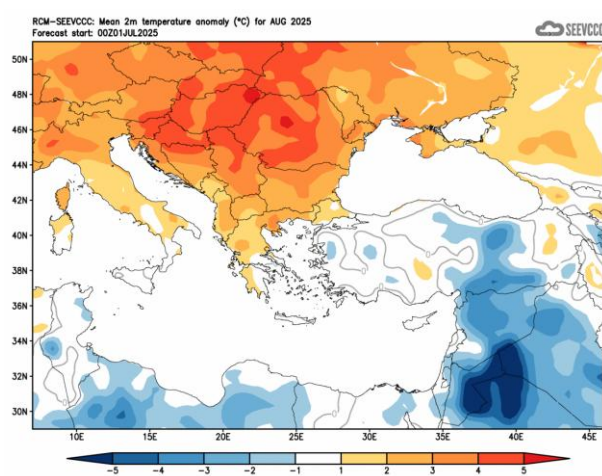 RCM-SEEVCCC: Mean 2m temperature anomaly (°C) for AUG 2025
Forecast start: 00Z01JUL2025
SEEVCCC
50N
48N
46N
44N
42N
40N
38N
36N
34N
32N
30N
10E 15E 20E 25E 30E 35E 40E 45E
-5 -4 -3 -2 -1 1 2 3 4 5